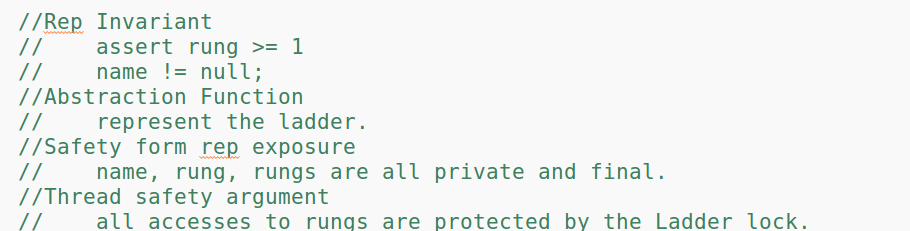 //Rep Invariant
//    assert rung >= 1
//    name != null;
//Abstraction Function
//    represent the ladder.
//Safety form rep exposure
//    name, rung, rungs are all private and final.
//Thread safety argument
//    all accesses to rungs are protected by the Ladder lock.